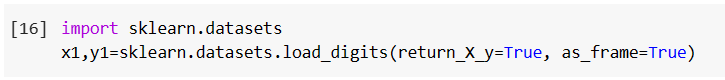 [16] import sklearn.datasets
x1,y1=sklearn.datasets.load_digits(return_X_y=True, as_frame=True)